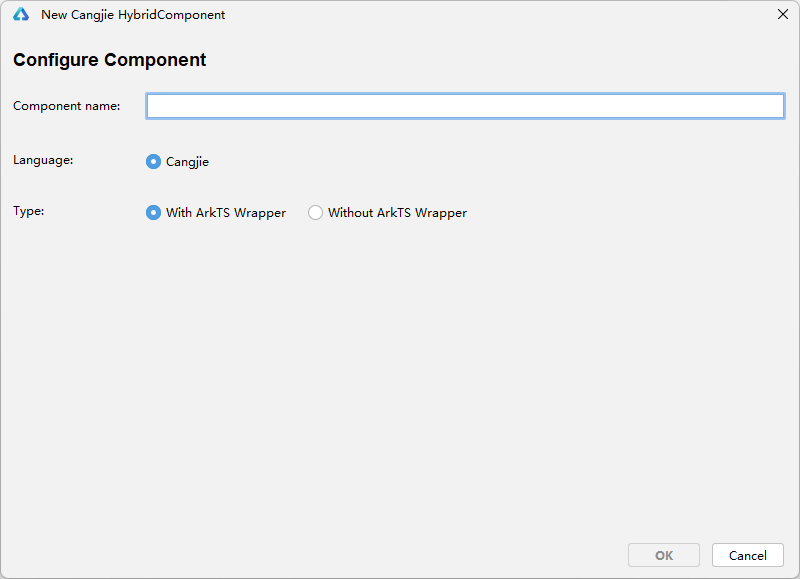 New Cangjie HybridComponent
Configure Component
Component name:
Language:
Cangjie
Type:
With ArkTS Wrapper
Without ArkTS Wrapper
OK
Cancel